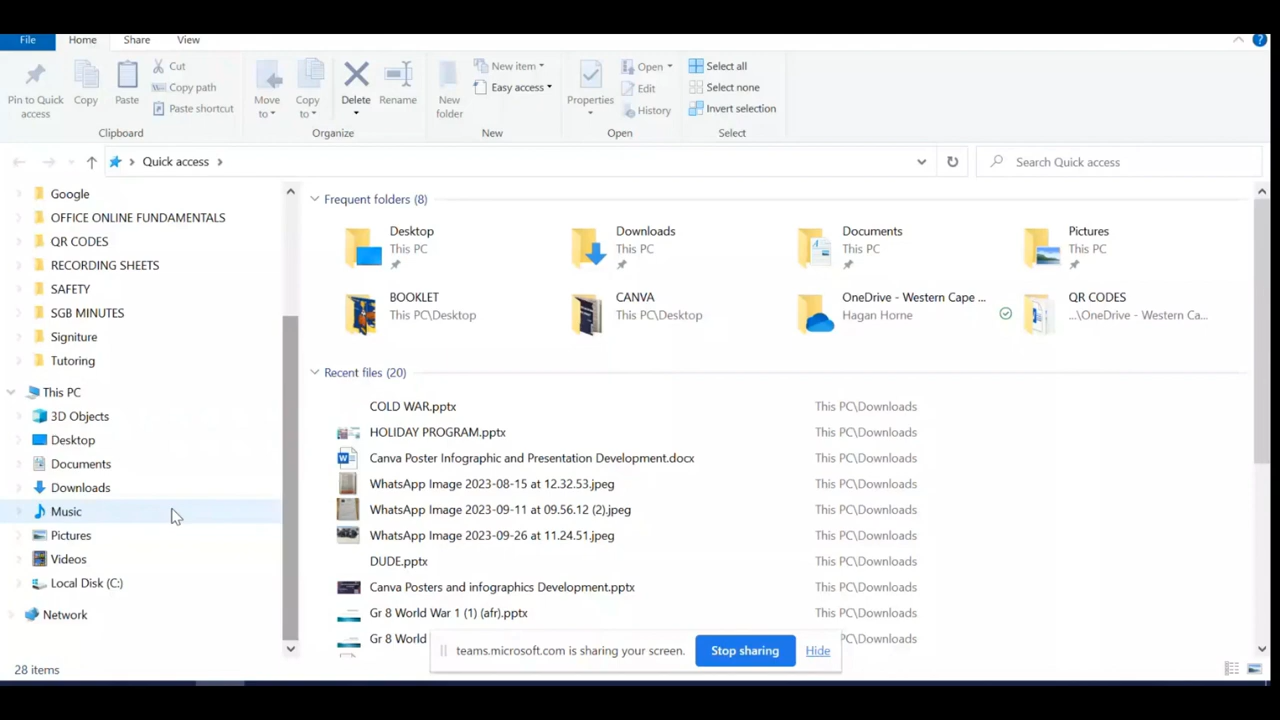 File Home Share View
Pin to Quick access
Copy
Paste
Cut
Copy path
Paste shortcut
Clipboard
Move to
Copy to
Delete
Rename
Organize
New folder
New item
Easy access
New
Properties
Open
Edit
History
Open
Select all
Select none
Invert selection
Select
Quick access
Search Quick access
Google
OFFICE ONLINE FUNDAMENTALS
QR CODES
RECORDING SHEETS
SAFETY
SGB MINUTES
Signiture
Tutoring
This PC
3D Objects
Desktop
Documents
Downloads
Music
Pictures
Videos
Local Disk (C:)
Network
28 items
Frequent folders (8)
Desktop
This PC
Downloads
This PC
Documents
This PC
Pictures
This PC
BOOKLET
This PC\Desktop
CANVA
This PC\Desktop
OneDrive - Western Cape ...
Hagan Horne
QR CODES
...\OneDrive - Western Ca...
Recent files (20)
COLD WAR.pptx This PC\Downloads
HOLIDAY PROGRAM.pptx This PC\Downloads
Canva Poster Infographic and Presentation Development.docx This PC\Downloads
WhatsApp Image 2023-08-15 at 12.32.53.jpeg This PC\Downloads
WhatsApp Image 2023-09-11 at 09.56.12 (2).jpeg This PC\Downloads
WhatsApp Image 2023-09-26 at 11.24.51.jpeg This PC\Downloads
DUDE.pptx This PC\Downloads
Canva Posters and infographics Development.pptx This PC\Downloads
Gr 8 World War 1 (1) (afr).pptx This PC\Downloads
Gr 8 World PC\Downloads
teams.microsoft.com is sharing your screen. Stop sharing Hide